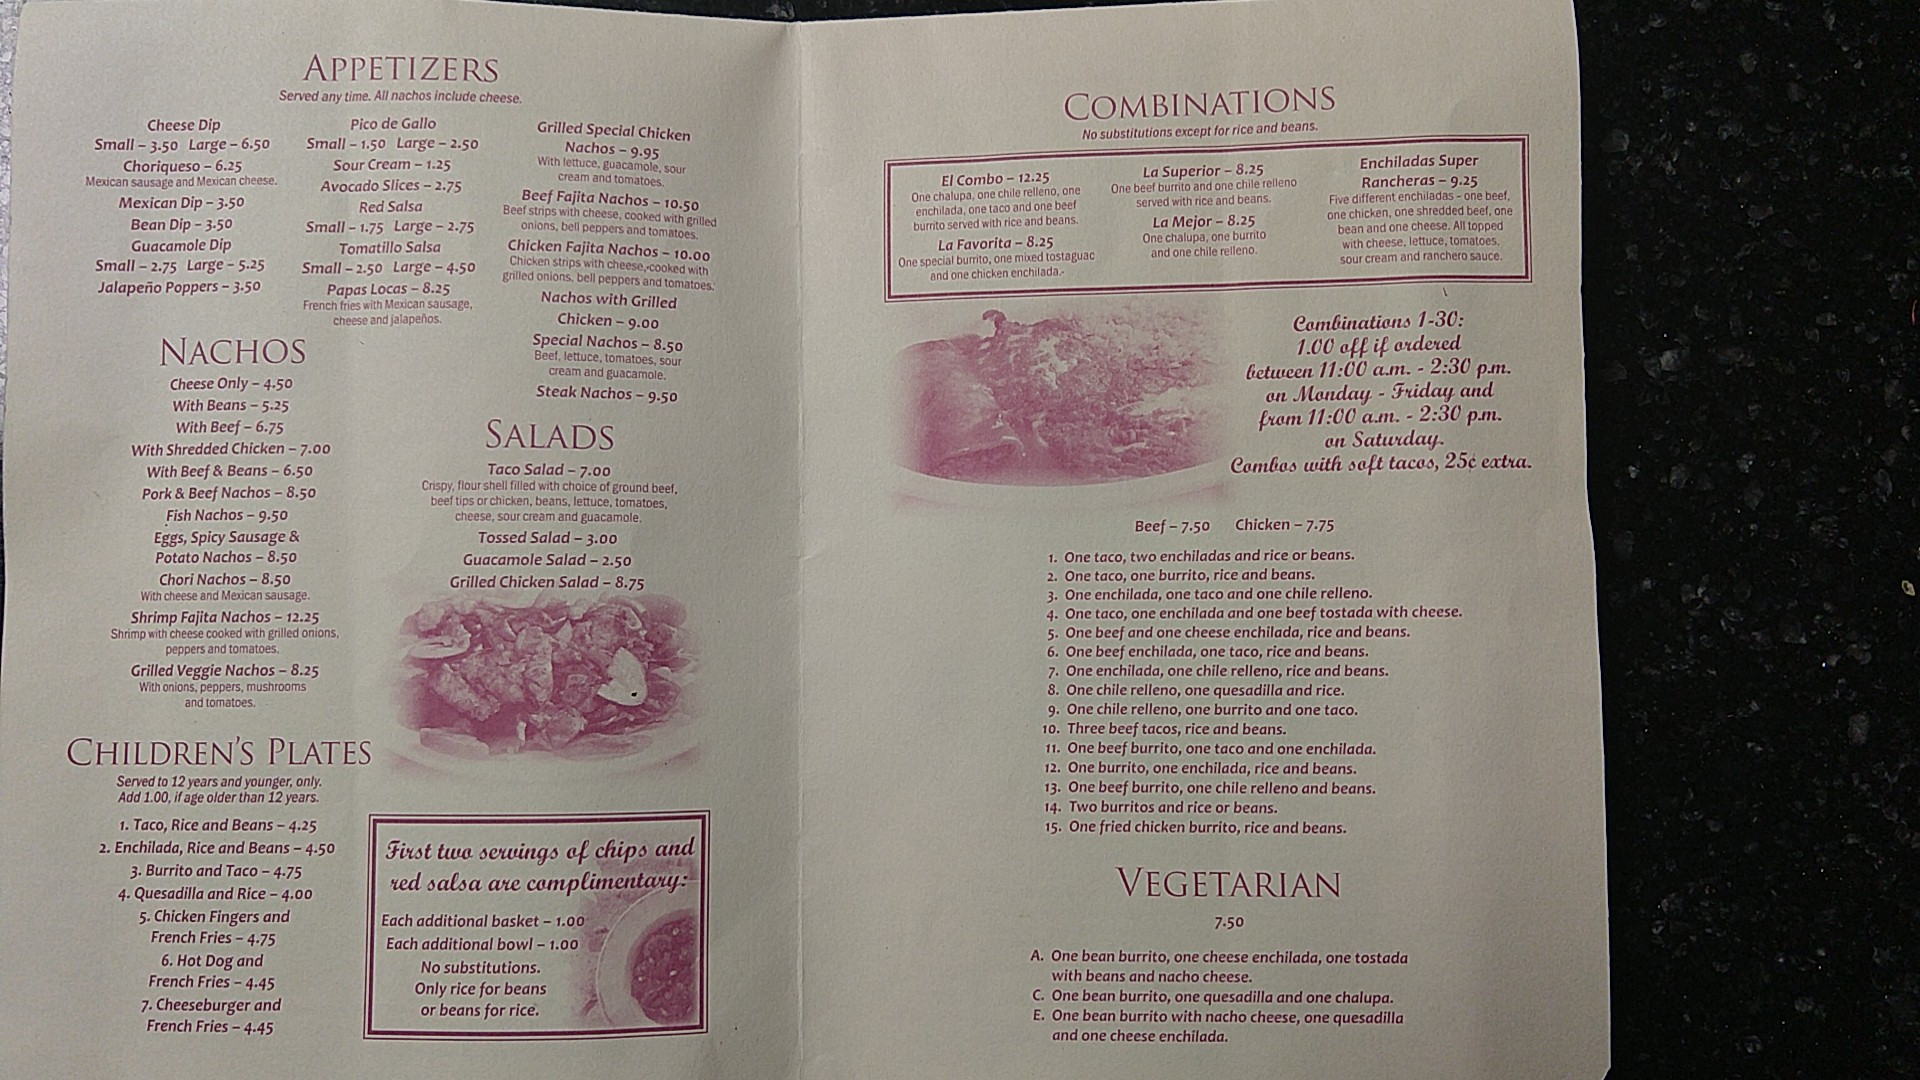 APPETIZERS
Served any time. All nachos include cheese.
Cheese Dip
Small – 3.50 Large – 6.50
Choriqueso – 6.25
Mexican sausage and Mexican cheese.
Mexican Dip – 3.50
Bean Dip – 3.50
Guacamole Dip
Small – 2.75 Large – 5.25
Jalapeño Poppers – 3.50
Pico de Gallo
Small – 1.50 Large – 2.50
Sour Cream – 1.25
Avocado Slices – 2.75
Red Salsa
Small – 1.75 Large – 2.75
Tomatillo Salsa
Small – 2.50 Large – 4.50
Papas Locas – 8.25
French fries with Mexican sausage,
cheese and jalapeños.
Grilled Special Chicken
Nachos – 9.95
With lettuce, guacamole, sour
cream and tomatoes.
Beef Fajita Nachos – 10.50
Beef strips with cheese, cooked with grilled
onions, bell peppers and tomatoes.
Chicken Fajita Nachos – 10.00
Chicken strips with cheese, cooked with
grilled onions, bell peppers and tomatoes.
Nachos with Grilled
Chicken – 9.00
Special Nachos – 8.50
Beef, lettuce, tomatoes, sour
cream and guacamole.
Steak Nachos – 9.50
NACHOS
Cheese Only – 4.50
With Beans – 5.25
With Beef – 6.75
With Shredded Chicken – 7.00
With Beef & Beans – 6.50
Pork & Beef Nachos – 8.50
Fish Nachos – 9.50
Eggs, Spicy Sausage &
Potato Nachos – 8.50
Chori Nachos – 8.50
With cheese and Mexican sausage.
Shrimp Fajita Nachos – 12.25
Shrimp with cheese cooked with grilled onions,
peppers and tomatoes.
Grilled Veggie Nachos – 8.25
With onions, peppers, mushrooms
and tomatoes.
SALADS
Taco Salad – 7.00
Crispy, flour shell filled with choice of ground beef,
beef tips or chicken, beans, lettuce, tomatoes,
cheese, sour cream and guacamole.
Tossed Salad – 3.00
Guacamole Salad – 2.50
Grilled Chicken Salad – 8.75
CHILDREN'S PLATES
Served to 12 years and younger, only.
Add 1.00, if age older than 12 years.
1. Taco, Rice and Beans – 4.25
2. Enchilada, Rice and Beans – 4.50
3. Burrito and Taco – 4.75
4. Quesadilla and Rice – 4.00
5. Chicken Fingers and
French Fries – 4.75
6. Hot Dog and
French Fries – 4.45
7. Cheeseburger and
French Fries – 4.45
First two servings of chips and
red salsa are complimentary:
Each additional basket – 1.00
Each additional bowl – 1.00
No substitutions.
Only rice for beans
or beans for rice.
COMBINATIONS
No substitutions except for rice and beans.
El Combo – 12.25
One chalupa, one chile relleno, one
enchilada, one taco and one beef
burrito served with rice and beans.
La Favorita – 8.25
One special burrito, one mixed tostaguac
and one chicken enchilada.
La Superior – 8.25
One beef burrito and one chile relleno
served with rice and beans.
La Mejor – 8.25
One chalupa, one burrito
and one chile relleno.
Enchiladas Super
Rancheras – 9.25
Five different enchiladas - one beef,
one chicken, one shredded beef, one
bean and one cheese. All topped
with cheese, lettuce, tomatoes,
sour cream and ranchero sauce.
Combinations 1-30:
1.00 off if ordered
between 11:00 a.m. - 2:30 p.m.
on Monday - Friday and
from 11:00 a.m. - 2:30 p.m.
on Saturday.
Combos with soft tacos, 25¢ extra.
Beef – 7.50 Chicken – 7.75
1. One taco, two enchiladas and rice or beans.
2. One taco, one burrito, rice and beans.
3. One enchilada, one taco and one chile relleno.
4. One taco, one enchilada and one beef tostada with cheese.
5. One beef and one cheese enchilada, rice and beans.
6. One beef enchilada, one taco, rice and beans.
7. One enchilada, one chile relleno, rice and beans.
8. One chile relleno, one quesadilla and rice.
9. One chile relleno, one burrito and one taco.
10. Three beef tacos, rice and beans.
11. One beef burrito, one taco and one enchilada.
12. One burrito, one enchilada, rice and beans.
13. One beef burrito, one chile relleno and beans.
14. Two burritos and rice or beans.
15. One fried chicken burrito, rice and beans.
VEGETARIAN
7.50
A. One bean burrito, one cheese enchilada, one tostada
with beans and nacho cheese.
C. One bean burrito, one quesadilla and one chalupa.
E. One bean burrito with nacho cheese, one quesadilla
and one cheese enchilada.